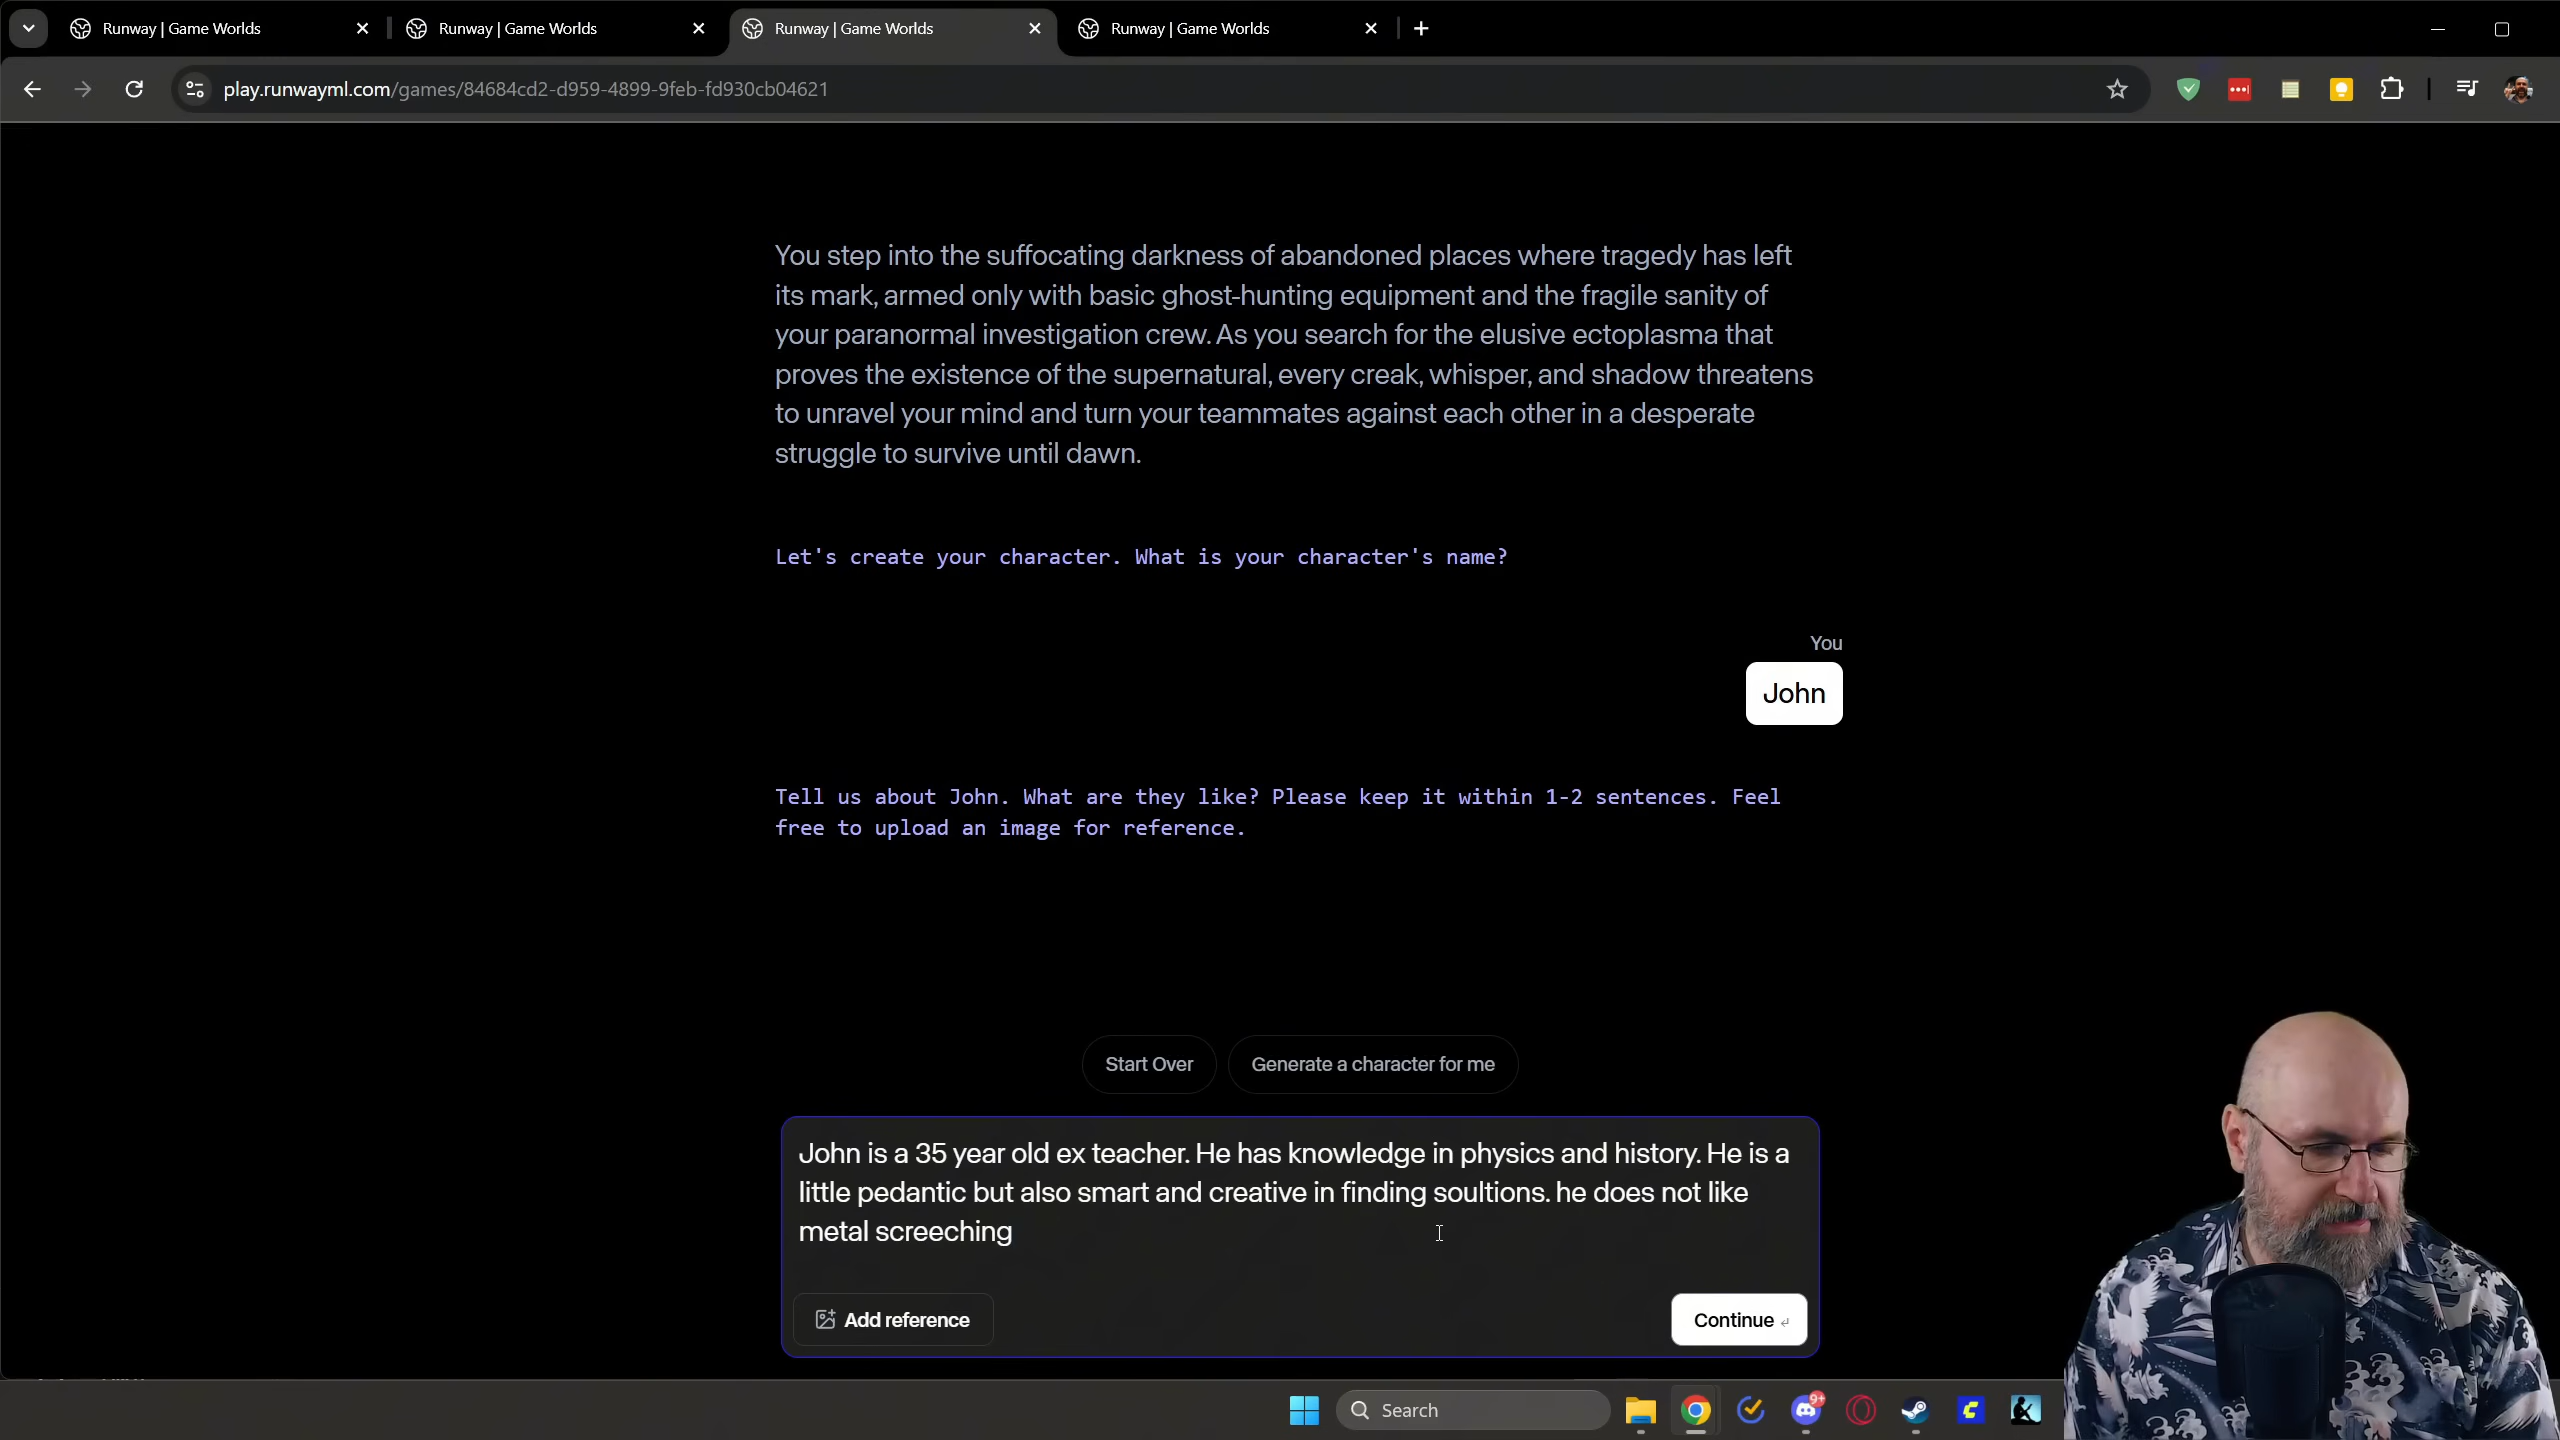 Runway | Game Worlds
Runway | Game Worlds
Runway | Game Worlds
Runway | Game Worlds
play.runwayml.com/games/84684cd2-d959-4899-9feb-fd930cb04621
You step into the suffocating darkness of abandoned places where tragedy has left
its mark, armed only with basic ghost-hunting equipment and the fragile sanity of
your paranormal investigation crew. As you search for the elusive ectoplasma that
proves the existence of the supernatural, every creak, whisper, and shadow threatens
to unravel your mind and turn your teammates against each other in a desperate
struggle to survive until dawn.
Let's create your character. What is your character's name?
You
John
Tell us about John. What are they like? Please keep it within 1-2 sentences. Feel
free to upload an image for reference.
Start Over
Generate a character for me
John is a 35 year old ex teacher. He has knowledge in physics and history. He is a
little pedantic but also smart and creative in finding soultions. he does not like
metal screeching
Add reference
Continue
Search
9+